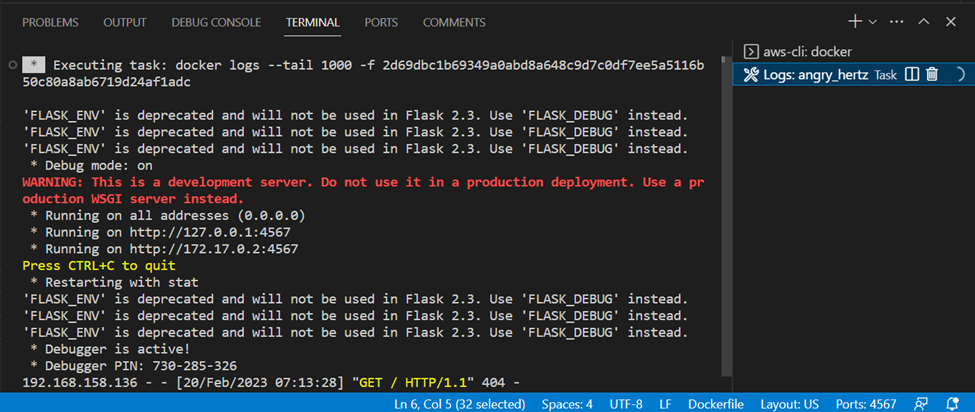 PROBLEMS OUTPUT DEBUG CONSOLE TERMINAL PORTS COMMENTS
* Executing task: docker logs --tail 1000 -f 2d69dbc1b69349a0abd8a648c9d7c0df7ee5a5116b
50c80a8ab6719d24af1adc
'FLASK_ENV' is deprecated and will not be used in Flask 2.3. Use 'FLASK_DEBUG' instead.
'FLASK_ENV' is deprecated and will not be used in Flask 2.3. Use 'FLASK_DEBUG' instead.
'FLASK_ENV' is deprecated and will not be used in Flask 2.3. Use 'FLASK_DEBUG' instead.
* Debug mode: on
WARNING: This is a development server. Do not use it in a production deployment. Use a pr
oduction WSGI server instead.
* Running on all addresses (0.0.0.0)
* Running on http://127.0.0.1:4567
* Running on http://172.17.0.2:4567
Press CTRL+C to quit
* Restarting with stat
'FLASK_ENV' is deprecated and will not be used in Flask 2.3. Use 'FLASK_DEBUG' instead.
'FLASK_ENV' is deprecated and will not be used in Flask 2.3. Use 'FLASK_DEBUG' instead.
'FLASK_ENV' is deprecated and will not be used in Flask 2.3. Use 'FLASK_DEBUG' instead.
* Debugger is active!
* Debugger PIN: 730-285-326
192.168.158.136 - - [20/Feb/2023 07:13:28] "GET / HTTP/1.1" 404 -
aws-cli: docker
Logs: angry_hertz Task
Ln 6, Col 5 (32 selected) Spaces: 4 UTF-8 LF Dockerfile Layout: US Ports: 4567